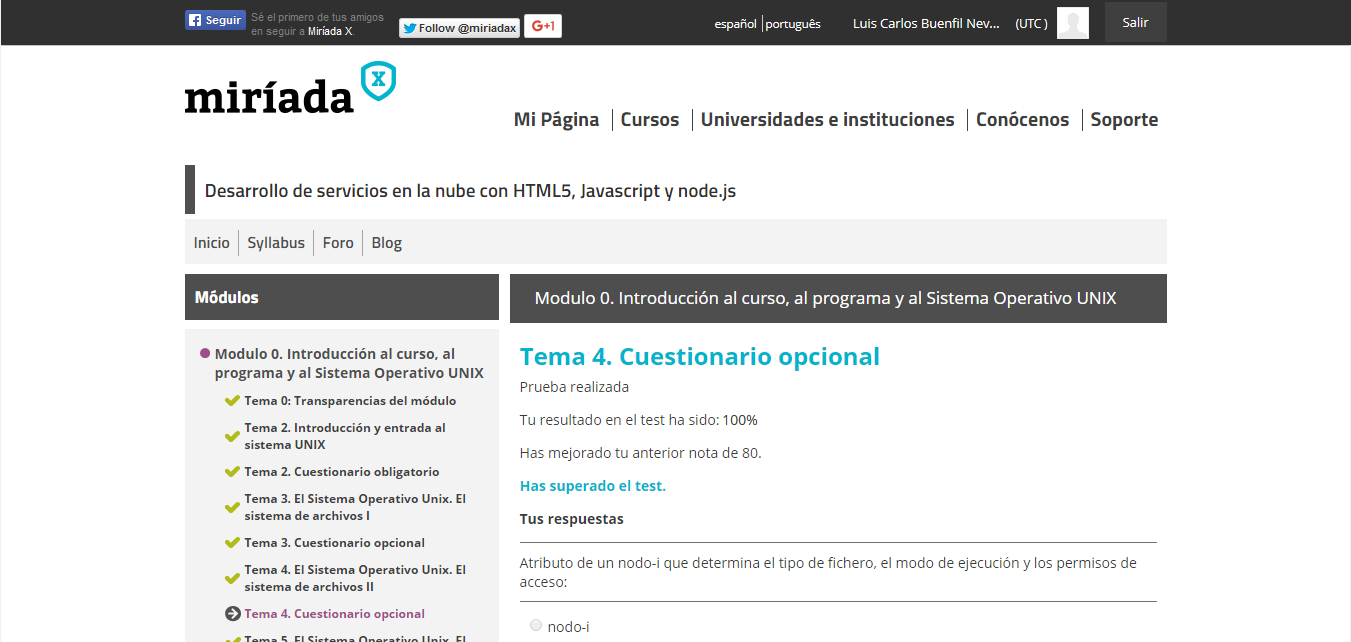 Seguir
Sé el primero de tus amigos
en seguir a Miríada X.
Follow @miriadax
G+1
español
português
Luis Carlos Buenfil Nev...
(UTC )
Salir
miríada
X
Mi Página
Cursos
Universidades e instituciones
Conócenos
Soporte
Desarrollo de servicios en la nube con HTML5, Javascript y node.js
Inicio
Syllabus
Foro
Blog
Módulos
Modulo 0. Introducción al curso, al
programa y al Sistema Operativo UNIX
Tema 0: Transparencias del módulo
Tema 2. Introducción y entrada al
sistema UNIX
Tema 2. Cuestionario obligatorio
Tema 3. El Sistema Operativo Unix. El
sistema de archivos I
Tema 3. Cuestionario opcional
Tema 4. El Sistema Operativo Unix. El
sistema de archivos II
Tema 4. Cuestionario opcional
Tema 5. El Sistema Operativo Unix. El
Modulo 0. Introducción al curso, al programa y al Sistema Operativo UNIX
Tema 4. Cuestionario opcional
Prueba realizada
Tu resultado en el test ha sido: 100%
Has mejorado tu anterior nota de 80.
Has superado el test.
Tus respuestas
Atributo de un nodo-i que determina el tipo de fichero, el modo de ejecución y los permisos de
acceso:
nodo-i